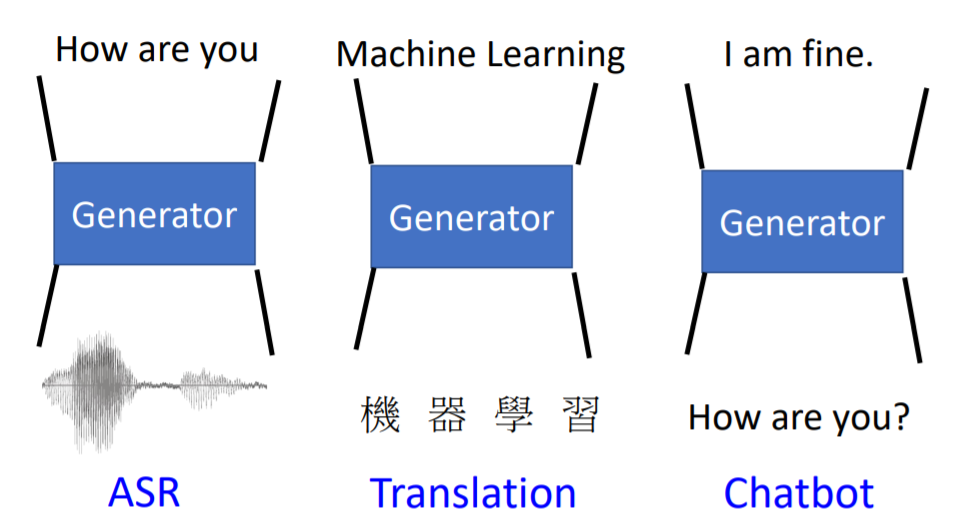 How are you
Machine Learning
I am fine.
Generator
Generator
Generator
機 器 學 習
How are you?
ASR
Translation
Chatbot